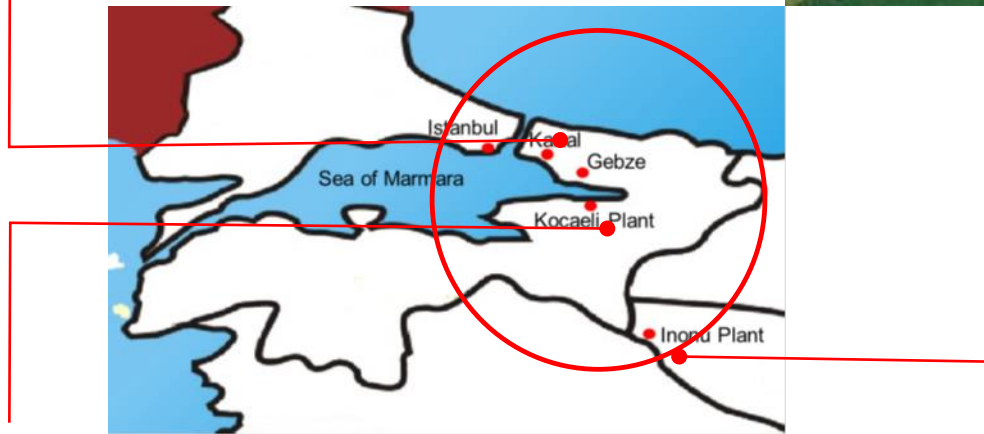 Istanbul
Kartal
Gebze
Sea of Marmara
Kocaeli Plant
Inonu Plant